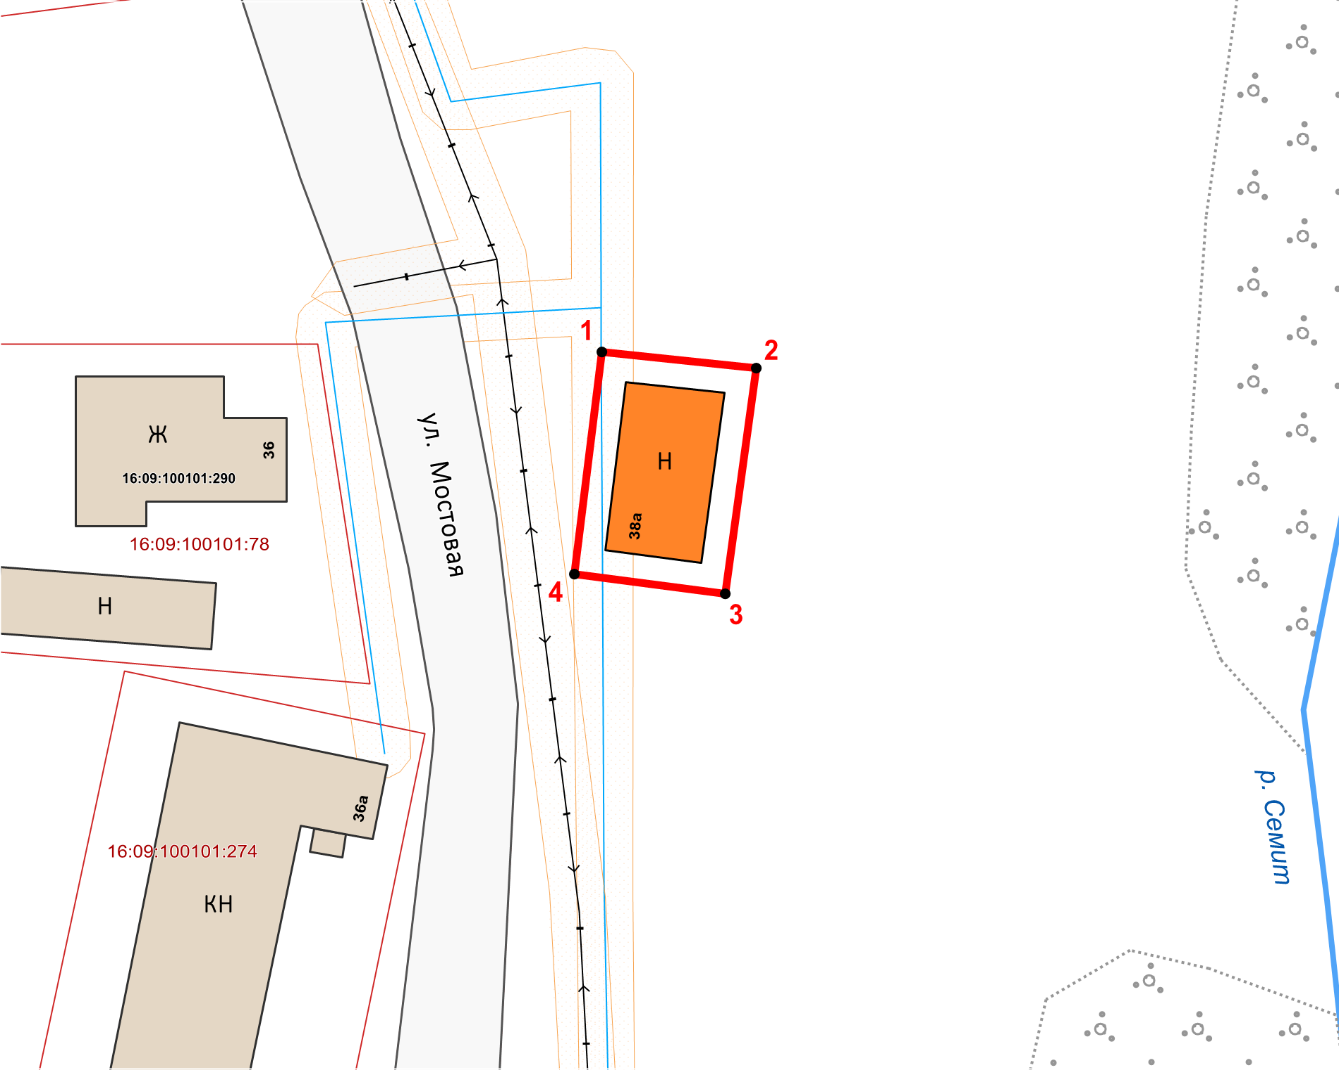 1
2
3
4
Н
38а
Ж
36
16:09:100101:290
16:09:100101:78
Н
36а
16:09:100101:274
КН
ул. Мостовая
р. Семит